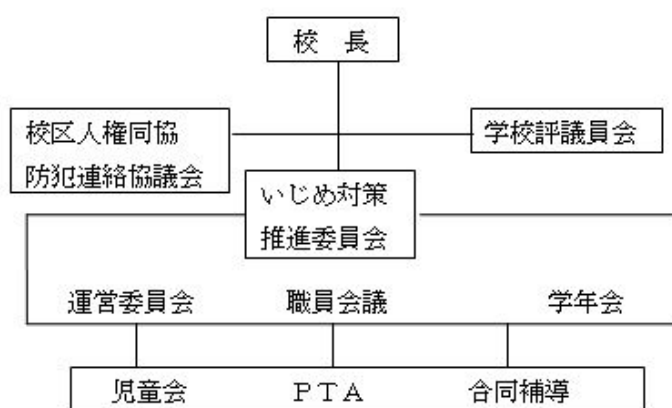 校 長
校区人権同協
防犯連絡協議会
学校評議員会
いじめ対策
推進委員会
運営委員会 職員会議 学年会
児童会 PTA 合同補導